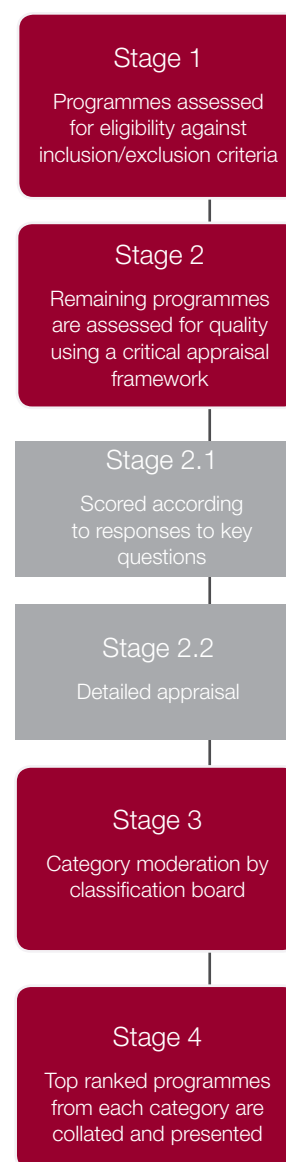 Stage 1
Programmes assessed
for eligibility against
inclusion/exclusion criteria
Stage 2
Remaining programmes
are assessed for quality
using a critical appraisal
framework
Stage 2.1
Scored according
to responses to key
questions
Stage 2.2
Detailed appraisal
Stage 3
Category moderation by
classification board
Stage 4
Top ranked programmes
from each category are
collated and presented